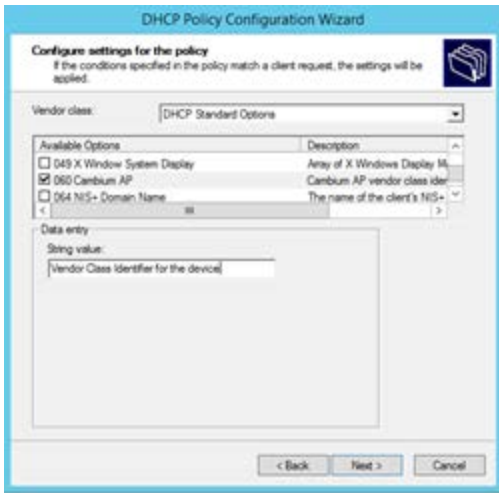 DHCP Policy Configuration Wizard
Configure settings for the policy
If the conditions specified in the policy match a client request, the settings will be
applied.
Vendor class: DHCP Standard Options
Available Options Description
049 X Window System Display Array of X Windows Display M
060 Cambium AP Cambium AP vendor class iden
064 NIS+ Domain Name The name of the client's NIS+
Data entry
String value:
Vendor Class Identifier for the device
< Back Next > Cancel